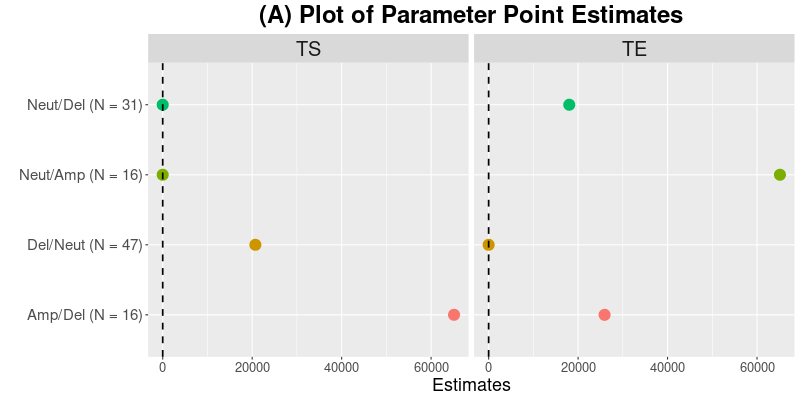 (A) Plot of Parameter Point Estimates
TS
TE
Neut/Del (N = 31)
Neut/Amp (N = 16)
Del/Neut (N = 47)
Amp/Del (N = 16)
0 20000 40000 60000
0 20000 40000 60000
Estimates